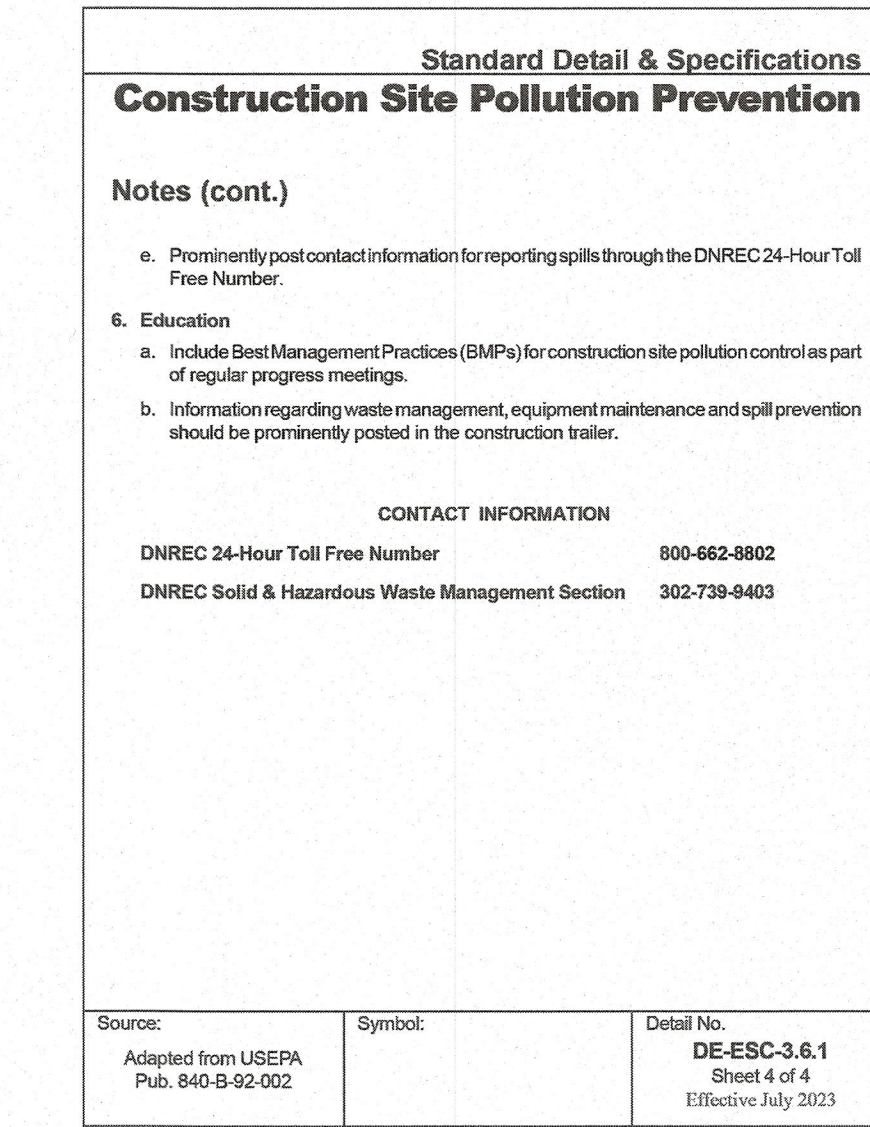 Standard Detail & Specifications
Construction Site Pollution Prevention
Notes (cont.)
e. Prominently post contact information for reporting spills through the DNREC 24-Hour Toll
Free Number.
6. Education
a. Include Best Management Practices (BMPs) for construction site pollution control as part
of regular progress meetings.
b. Information regarding waste management, equipment maintenance and spill prevention
should be prominently posted in the construction trailer.
CONTACT INFORMATION
DNREC 24-Hour Toll Free Number 800-662-8802
DNREC Solid & Hazardous Waste Management Section 302-739-9403
Source:
Adapted from USEPA
Pub. 840-B-92-002
Symbol:
Detail No.
DE-ESC-3.6.1
Sheet 4 of 4
Effective July 2023